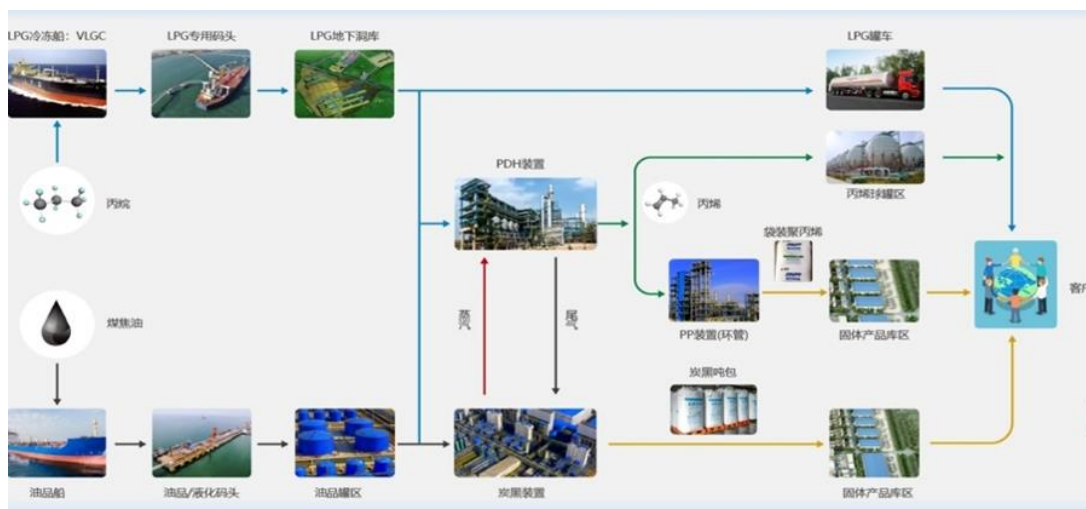 LPG冷冻船：VLGC
LPG专用码头
LPG地下洞库
LPG罐车
PDH装置
丙烷
丙烯
丙烯球罐区
袋装聚丙烯
客户
煤焦油
蒸汽
尾气
PP装置(环管)
固体产品库区
炭黑吨包
油品船
油品/液化码头
油品罐区
炭黑装置
固体产品库区